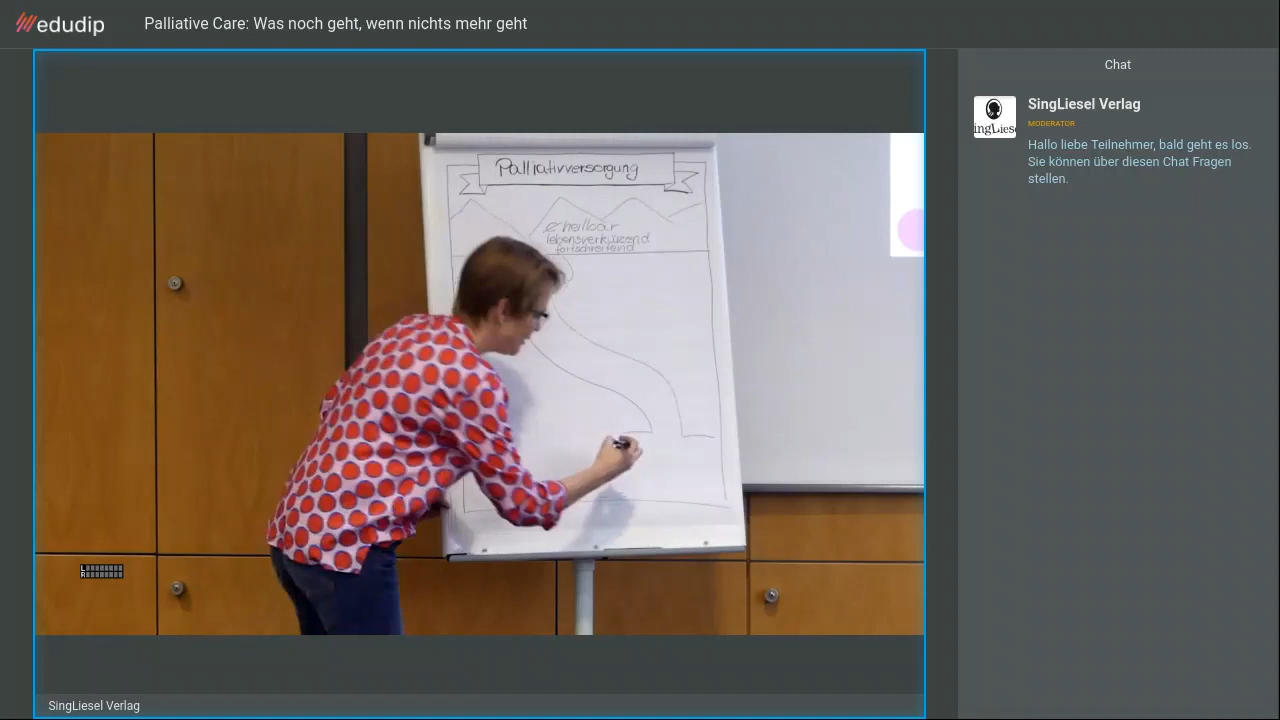 edudip
Palliative Care: Was noch geht, wenn nichts mehr geht
Chat
SingLiesel Verlag
MODERATOR
Hallo liebe Teilnehmer, bald geht es los.
Sie können über diesen Chat Fragen
stellen.
Palliativversorgung
lebensverkürzend
fortschreitend
L
R
SingLiesel Verlag